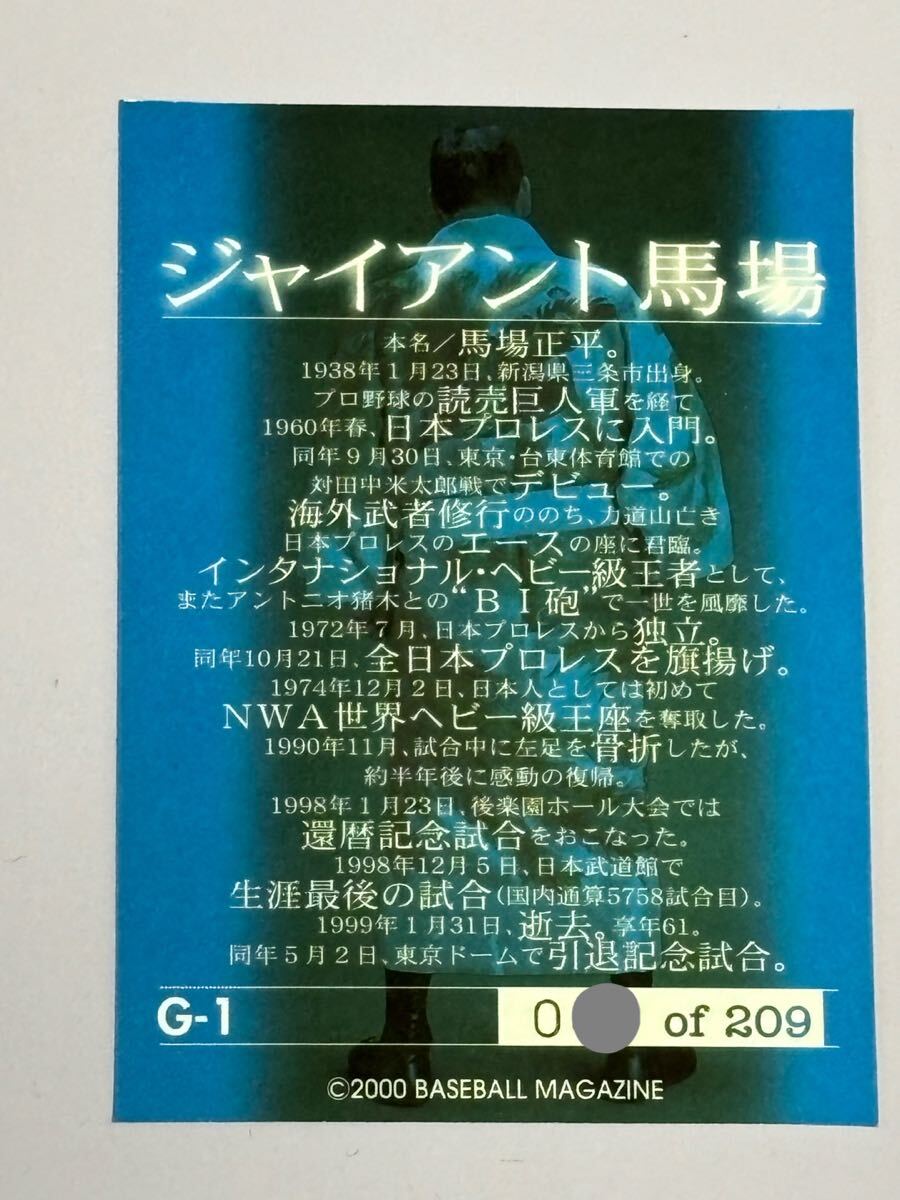 ジャイアント馬場
本名／馬場正平。
1938年1月23日、新潟県三条市出身。
プロ野球の読売巨人軍を経て
1960年春、日本プロレスに入門。
同年9月30日、東京・台東体育館での
対田中米太郎戦でデビュー。
海外武者修行ののち、力道山亡き
日本プロレスのエースの座に君臨。
インタナショナル・ヘビー級王者として、
またアントニオ猪木との“BI砲”で一世を風靡した。
1972年7月、日本プロレスから独立。
同年10月21日、全日本プロレスを旗揚げ。
1974年12月2日、日本人としては初めて
NWA世界ヘビー級王座を奪取した。
1990年11月、試合中に左足を骨折したが、
約半年後に感動の復帰。
1998年1月23日、後楽園ホール大会では
還暦記念試合をおこなった。
1998年12月5日、日本武道館で
生涯最後の試合(国内通算5758試合目)。
1999年1月31日、逝去。享年61。
同年5月2日、東京ドームで引退記念試合。
G-1
0 of 209
©2000 BASEBALL MAGAZINE